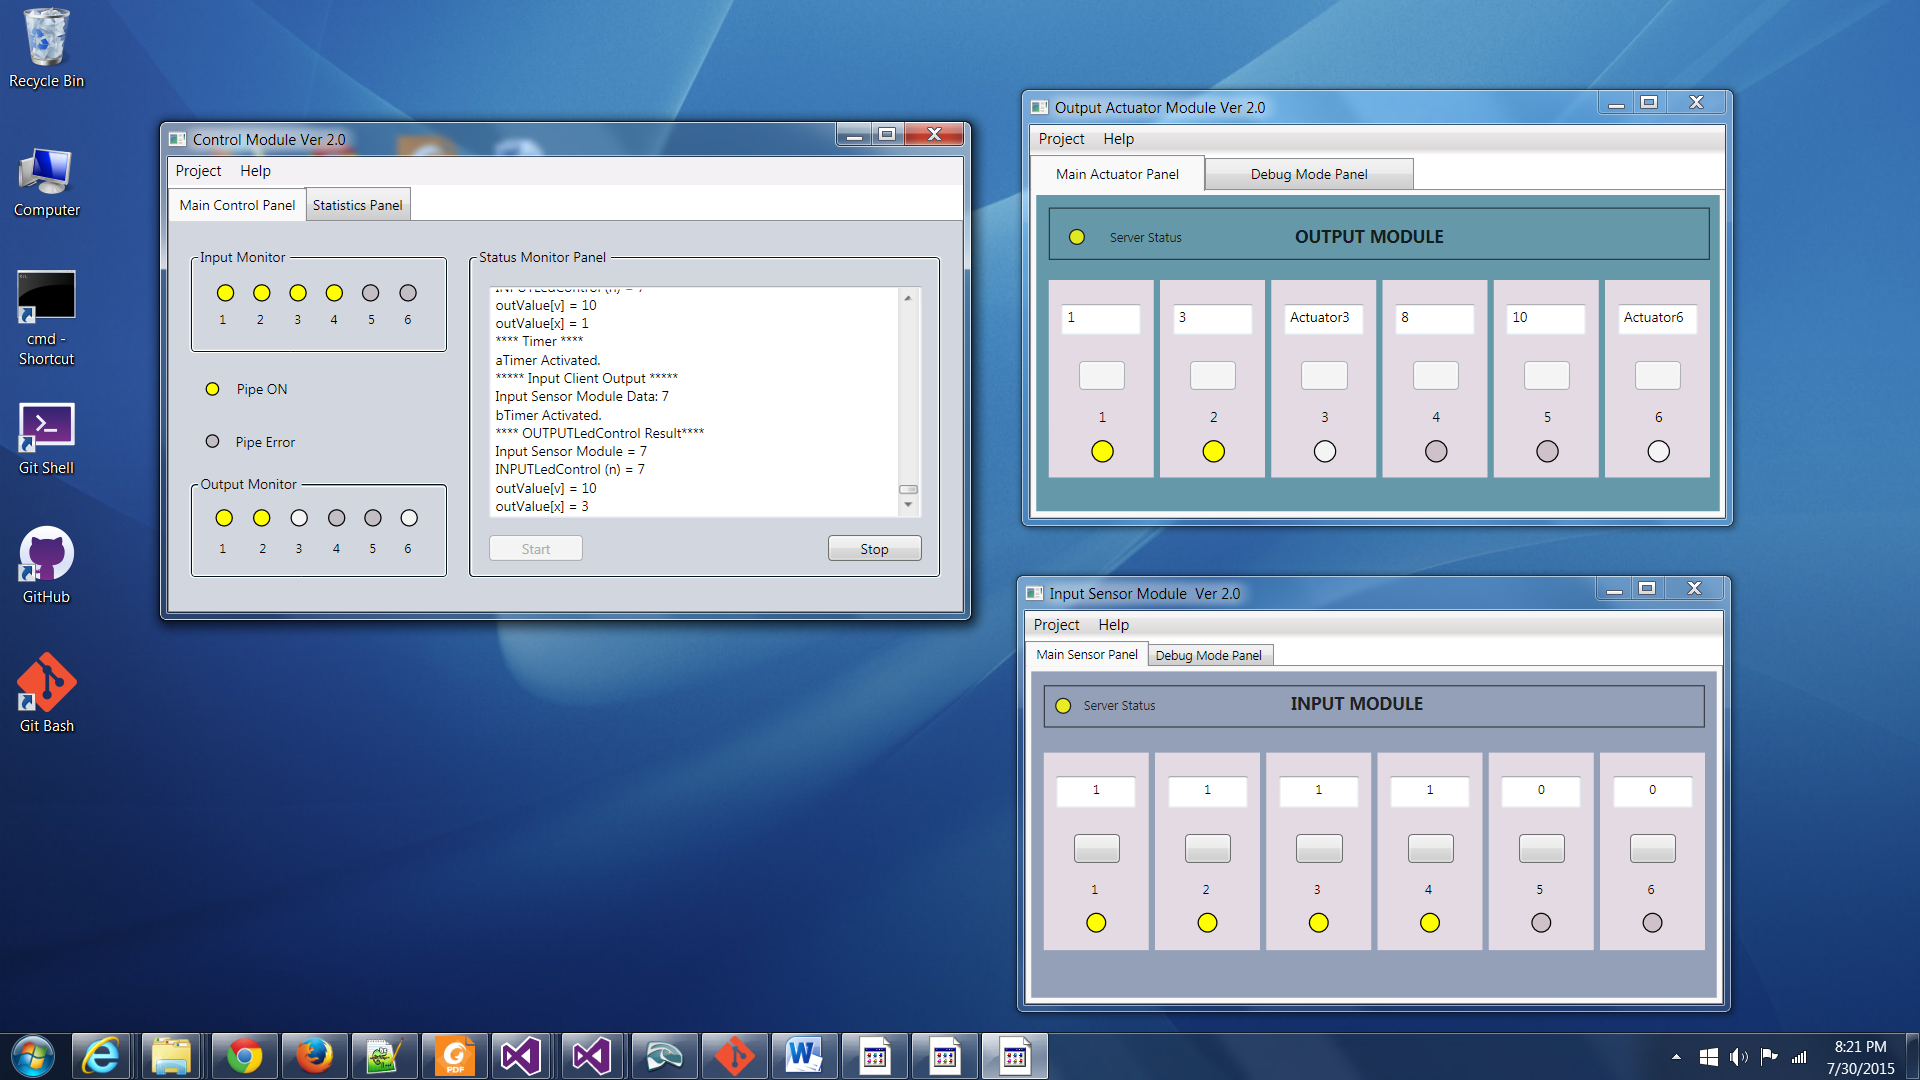 Recycle Bin
Computer
cmd -
Shortcut
Git Shell
GitHub
Git Bash
Control Module Ver 2.0
Project Help
Main Control Panel Statistics Panel
Input Monitor
1 2 3 4 5 6
Pipe ON
Pipe Error
Output Monitor
1 2 3 4 5 6
Status Monitor Panel
INPUTLedControl (n) = 7
outValue[v] = 10
outValue[x] = 1
**** Timer ****
aTimer Activated.
***** Input Client Output *****
Input Sensor Module Data: 7
bTimer Activated.
**** OUTPUTLedControl Result****
Input Sensor Module = 7
INPUTLedControl (n) = 7
outValue[v] = 10
outValue[x] = 3
Start Stop
Output Actuator Module Ver 2.0
Project Help
Main Actuator Panel Debug Mode Panel
Server Status OUTPUT MODULE
1 3 Actuator3 8 10 Actuator6
1 2 3 4 5 6
Input Sensor Module Ver 2.0
Project Help
Main Sensor Panel Debug Mode Panel
Server Status INPUT MODULE
1 1 1 1 0 0
1 2 3 4 5 6
PDF
8:21 PM
7/30/2015